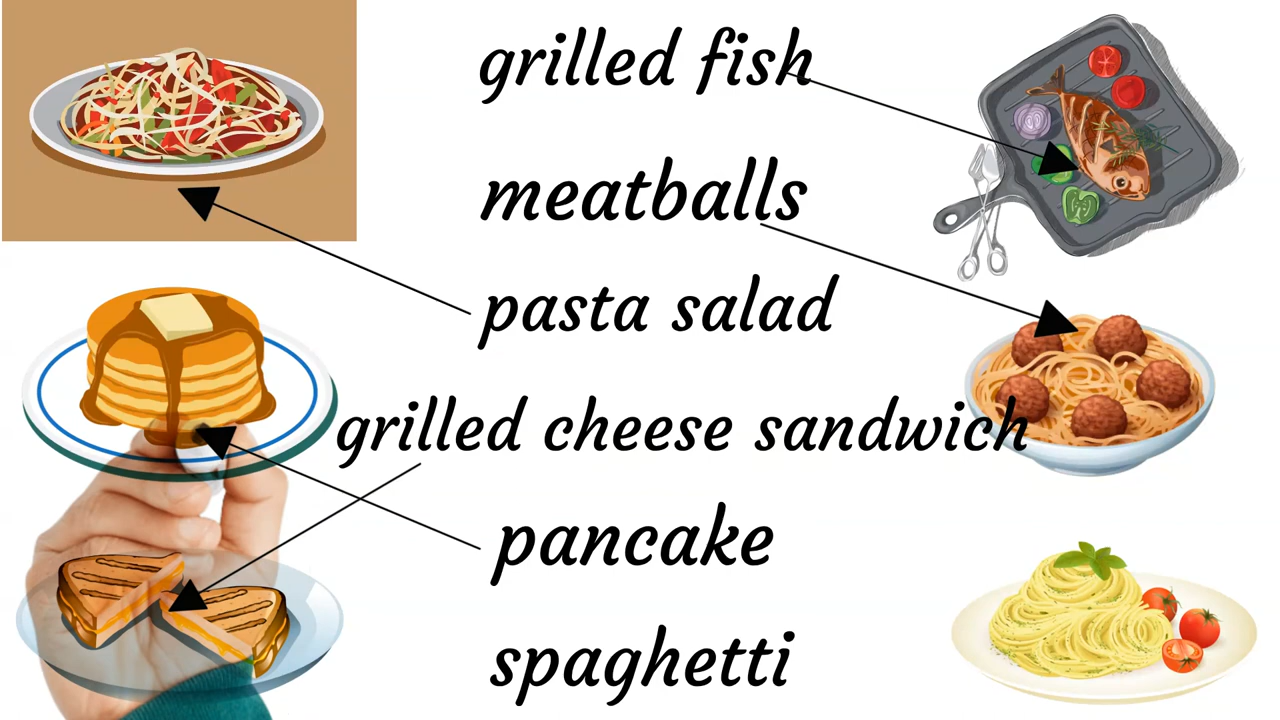 grilled fish
meatballs
pasta salad
grilled cheese sandwich
pancake
spaghetti